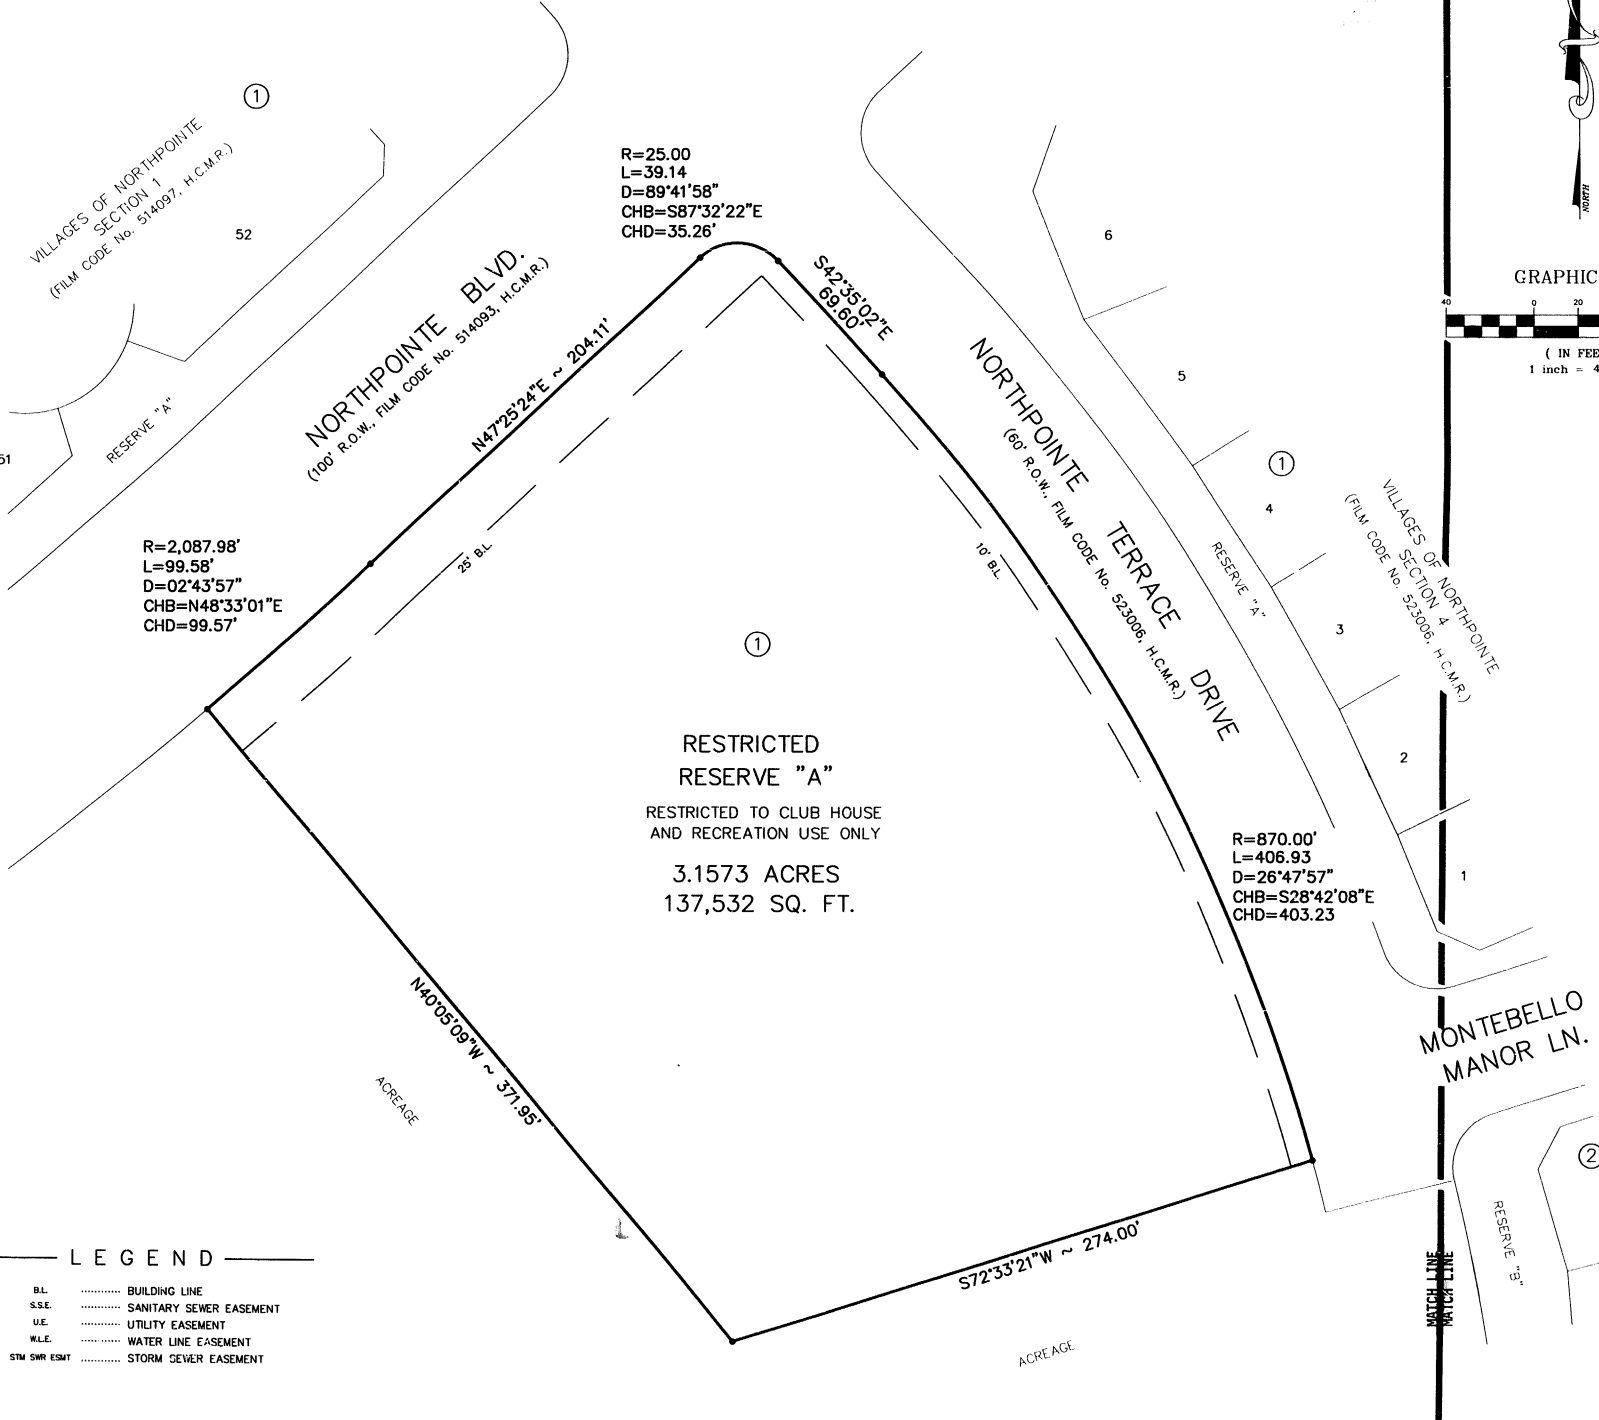 1
VILLAGES OF NORTHPOINTE
SECTION 1
(FILM CODE No. 514097, H.C.M.R.)
52
51
RESERVE "A"
NORTHPOINTE BLVD.
(100' R.O.W., FILM CODE No. 514093, H.C.M.R.)
R=25.00
L=39.14
D=89°41'58"
CHB=S87°32'22"E
CHD=35.26'
N47°25'24"E ~ 204.11'
S42°35'02"E
69.60'
R=2,087.98'
L=99.58'
D=02°43'57"
CHB=N48°33'01"E
CHD=99.57'
25' B.L.
10' B.L.
NORTHPOINTE TERRACE DRIVE
(60' R.O.W., FILM CODE No. 523006, H.C.M.R.)
6
5
1
4
RESERVE "A"
3
2
1
VILLAGES OF NORTHPOINTE
SECTION 4
(FILM CODE No. 523006, H.C.M.R.)
NORTH
GRAPHIC
40 0 20
( IN FEE
1 inch = 4
1
RESTRICTED
RESERVE "A"
RESTRICTED TO CLUB HOUSE
AND RECREATION USE ONLY
3.1573 ACRES
137,532 SQ. FT.
R=870.00'
L=406.93
D=26°47'57"
CHB=S28°42'08"E
CHD=403.23
N40°05'09"W ~ 371.95'
ACREAGE
S72°33'21"W ~ 274.00'
ACREAGE
MONTEBELLO
MANOR LN.
2
RESERVE "B"
MATCH LINE
MATCH LINE
LEGEND
B.L. ............ BUILDING LINE
S.S.E. ............ SANITARY SEWER EASEMENT
U.E. ............ UTILITY EASEMENT
W.L.E. ............ WATER LINE EASEMENT
STM SWR ESMT ............ STORM SEWER EASEMENT